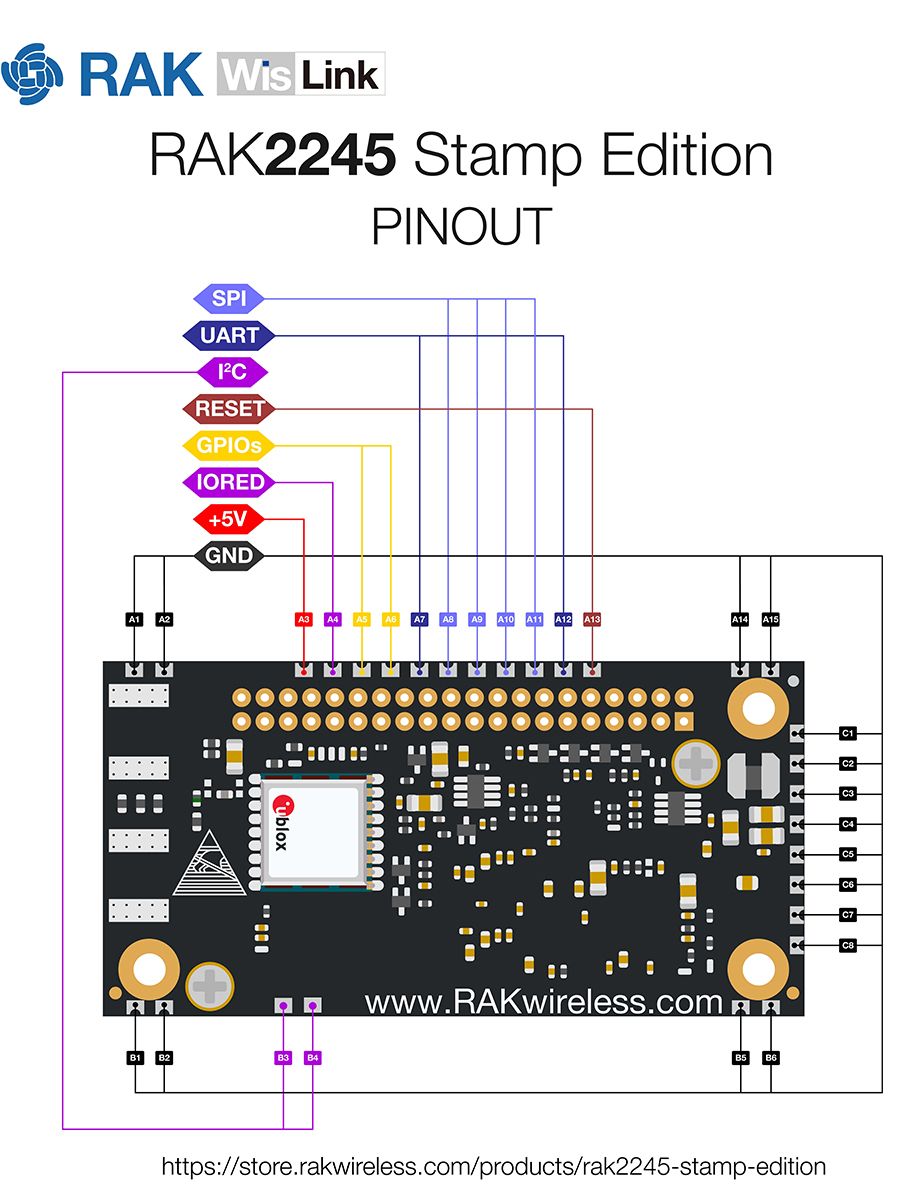 RAK WisLink
RAK2245 Stamp Edition
PINOUT
SPI
UART
I²C
RESET
GPIOs
IORED
+5V
GND
A1 A2 A3 A4 A5 A6 A7 A8 A9 A10 A11 A12 A13 A14 A15
C1
C2
C3
C4
C5
C6
C7
C8
ublox
www.RAKwireless.com
B1 B2 B3 B4 B5 B6
https://store.rakwireless.com/products/rak2245-stamp-edition